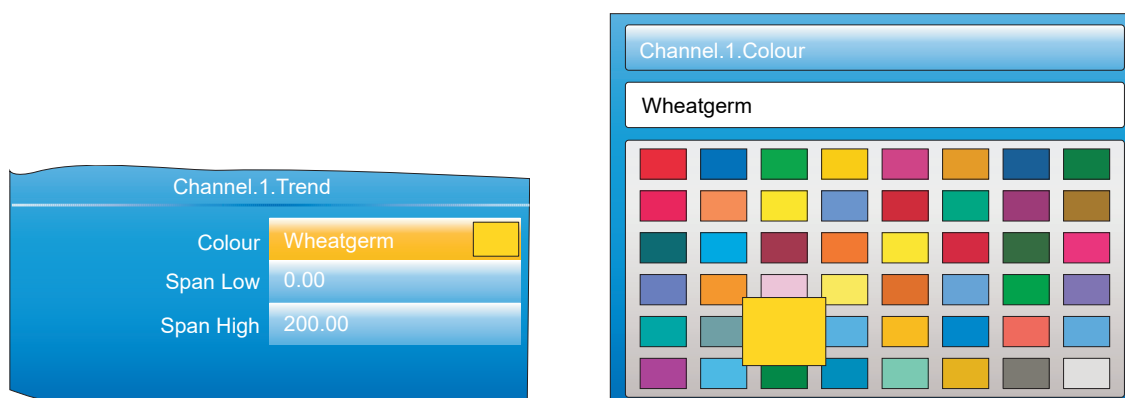 Channel.1.Trend
Colour Wheatgerm
Span Low 0.00
Span High 200.00
Channel.1.Colour
Wheatgerm